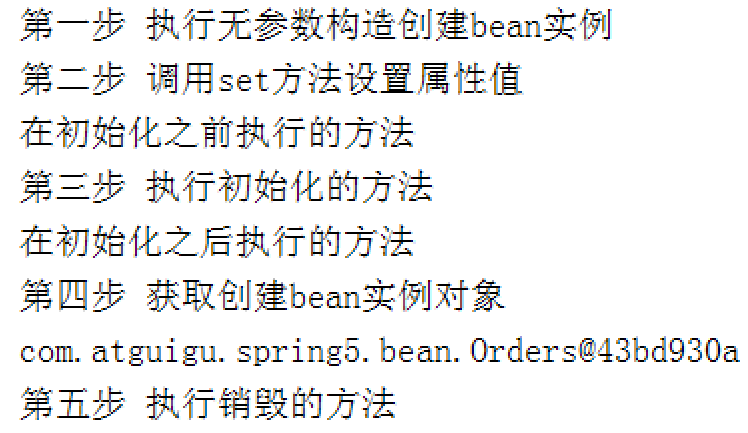 第一步 执行无参数构造创建bean实例
第二步 调用set方法设置属性值
在初始化之前执行的方法
第三步 执行初始化的方法
在初始化之后执行的方法
第四步 获取创建bean实例对象
com.atguigu.spring5.bean.Orders@43bd930a
第五步 执行销毁的方法